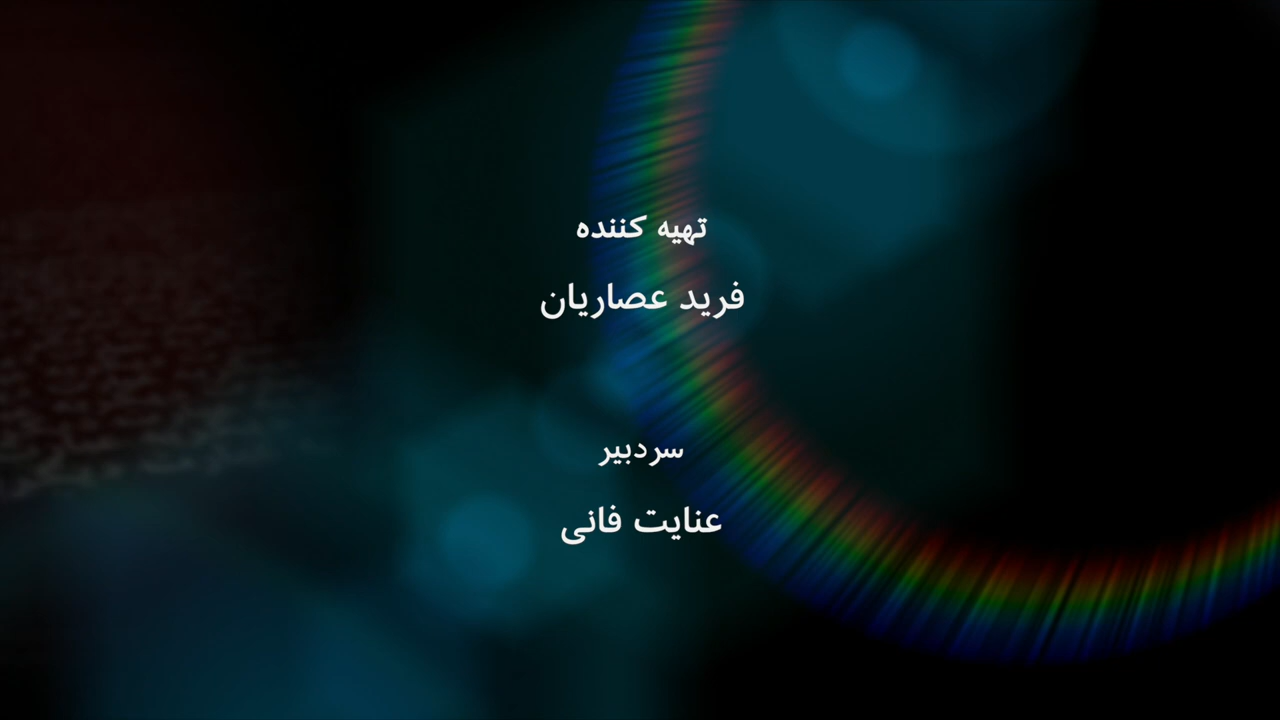 تهیه کننده
فرید عصاریان
سردبیر
عنایت فانی